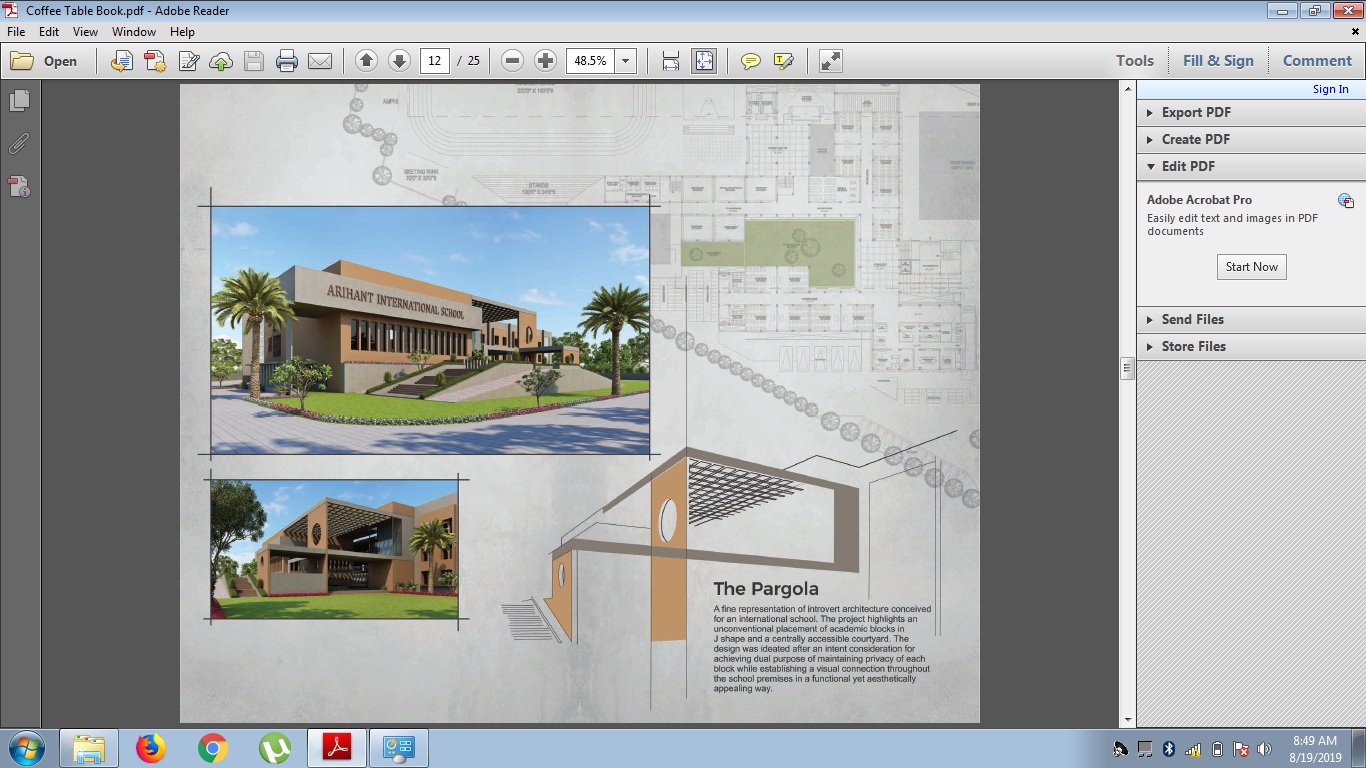 Coffee Table Book.pdf - Adobe Reader
File Edit View Window Help
Open 12 / 25 48.5% Tools Fill & Sign Comment
Sign In
Export PDF
Create PDF
Edit PDF
Adobe Acrobat Pro
Easily edit text and images in PDF
documents
Start Now
Send Files
Store Files
AMPHI
STANDS
ARIHANT INTERNATIONAL SCHOOL
The Pargola
A fine representation of introvert architecture conceived
for an international school. The project highlights an
unconventional placement of academic blocks in
J shape and a centrally accessible courtyard. The
design was ideated after an intent consideration for
achieving dual purpose of maintaining privacy of each
block while establishing a visual connection throughout
the school premises in a functional yet aesthetically
appealing way.
8:49 AM
8/19/2019